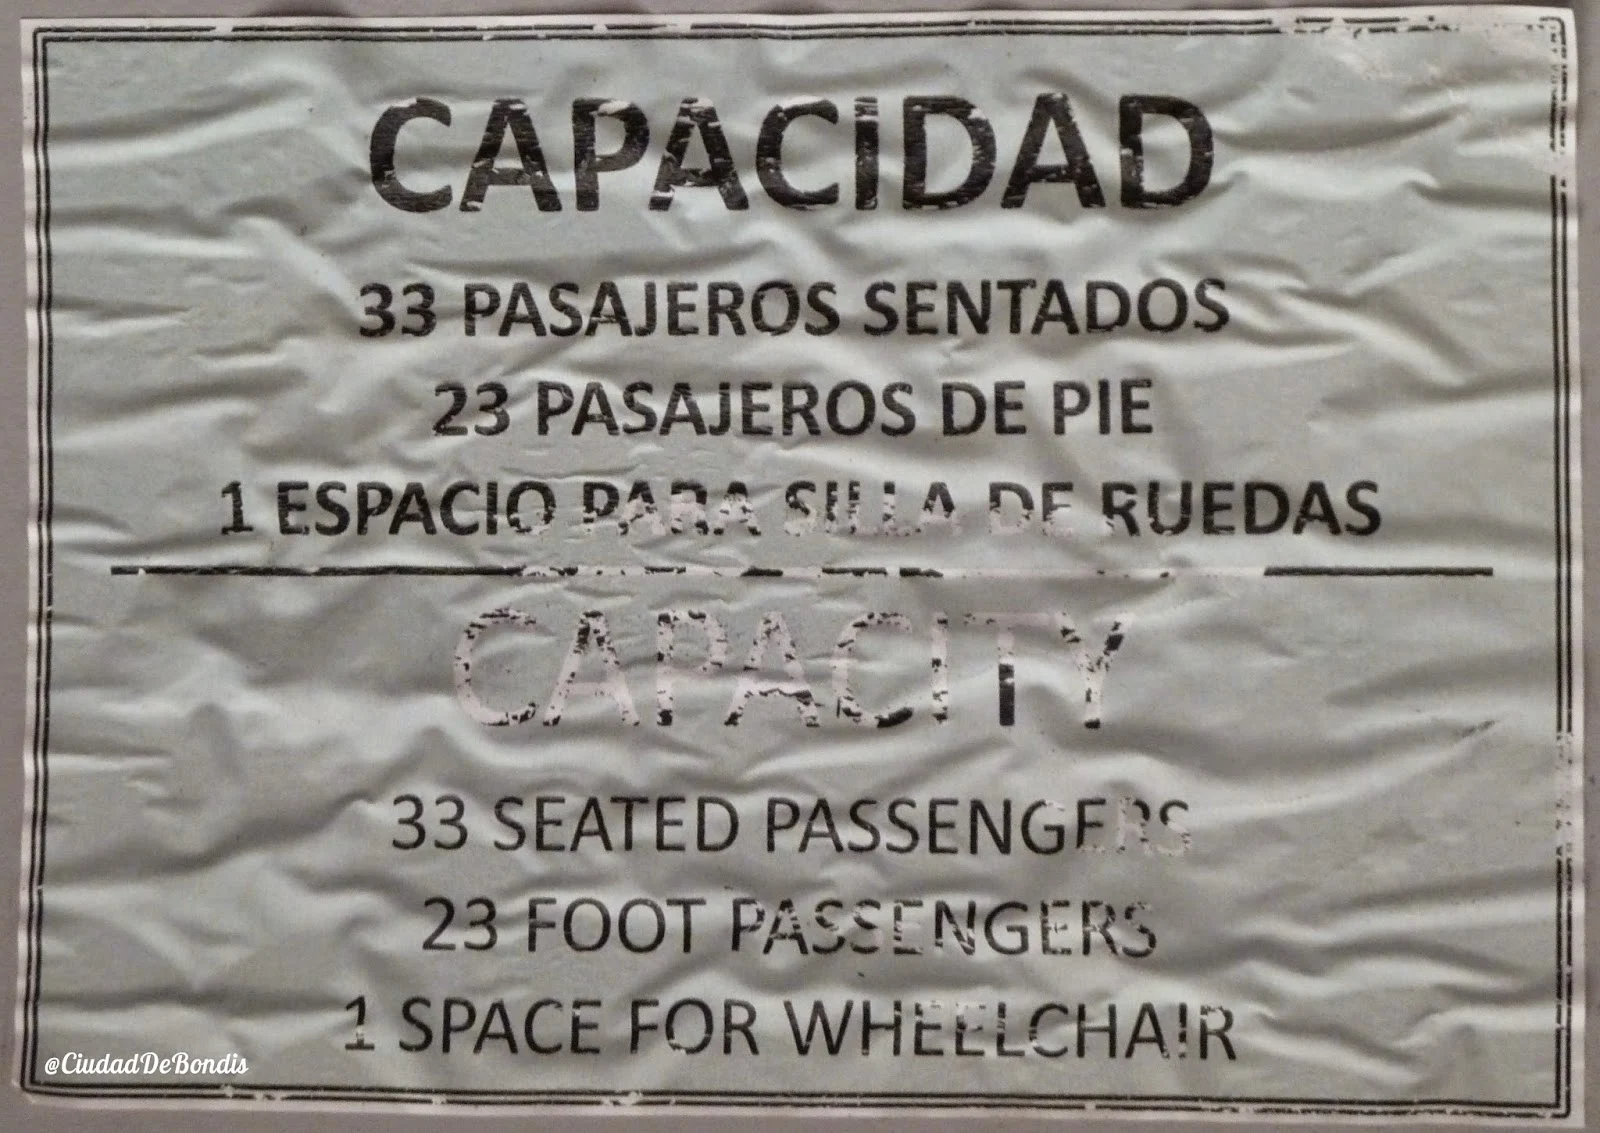 CAPACIDAD
33 PASAJEROS SENTADOS
23 PASAJEROS DE PIE
1 ESPACIO PARA SILLA DE RUEDAS
CAPACITY
33 SEATED PASSENGERS
23 FOOT PASSENGERS
1 SPACE FOR WHEELCHAIR
@CiudadDeBondis